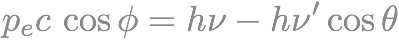 p_e c cos ϕ = hν − hν′ cos θ